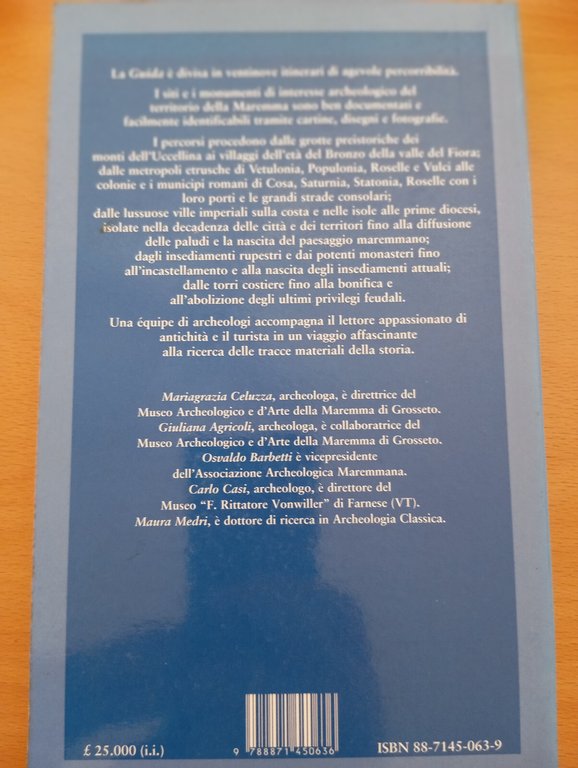 La Guida è divisa in ventinove itinerari di agevole percorribilità.
I siti e i monumenti di interesse archeologico del
territorio della Maremma sono ben documentati e
facilmente identificabili tramite cartine, disegni e fotografie.
I percorsi procedono dalle grotte preistoriche dei
monti dell'Uccellina ai villaggi dell'età del Bronzo della valle del Fiora;
dalle metropoli etrusche di Vetulonia, Populonia, Roselle e Vulci alle
colonie e i municipi romani di Cosa, Saturnia, Statonia, Roselle con i
loro porti e le grandi strade consolari;
dalle lussuose ville imperiali sulla costa e nelle isole alle prime diocesi,
isolate nella decadenza delle città e dei territori fino alla diffusione
delle paludi e la nascita del paesaggio maremmano;
dagli insediamenti rupestri e dai potenti monasteri fino
all'incastellamento e alla nascita degli insediamenti attuali;
dalle torri costiere fino alla bonifica e
all'abolizione degli ultimi privilegi feudali.
Una équipe di archeologi accompagna il lettore appassionato di
antichità e il turista in un viaggio affascinante
alla ricerca delle tracce materiali della storia.
Mariagrazia Celuzza, archeologa, è direttrice del
Museo Archeologico e d'Arte della Maremma di Grosseto.
Giuliana Agricoli, archeologa, è collaboratrice del
Museo Archeologico e d'Arte della Maremma di Grosseto.
Osvaldo Barbetti è vicepresidente
dell'Associazione Archeologica Maremmana.
Carlo Casi, archeologo, è direttore del
Museo “F. Rittatore Vonwiller” di Farnese (VT).
Maura Medri, è dottore di ricerca in Archeologia Classica.
£ 25.000 (i.i.)
9 788871 450636
ISBN 88-7145-063-9